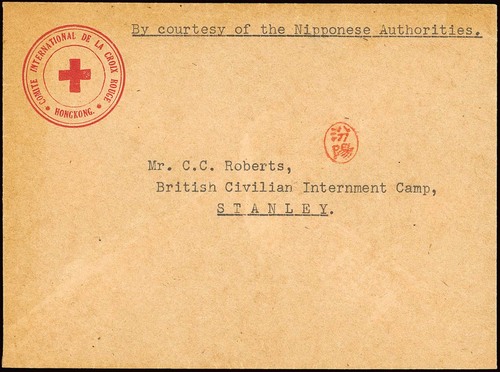 By courtesy of the Nipponese Authorities.
COMITÉ INTERNATIONAL DE LA CROIX ROUGE
HONGKONG.
Mr. C.C. Roberts,
British Civilian Internment Camp,
STANLEY.